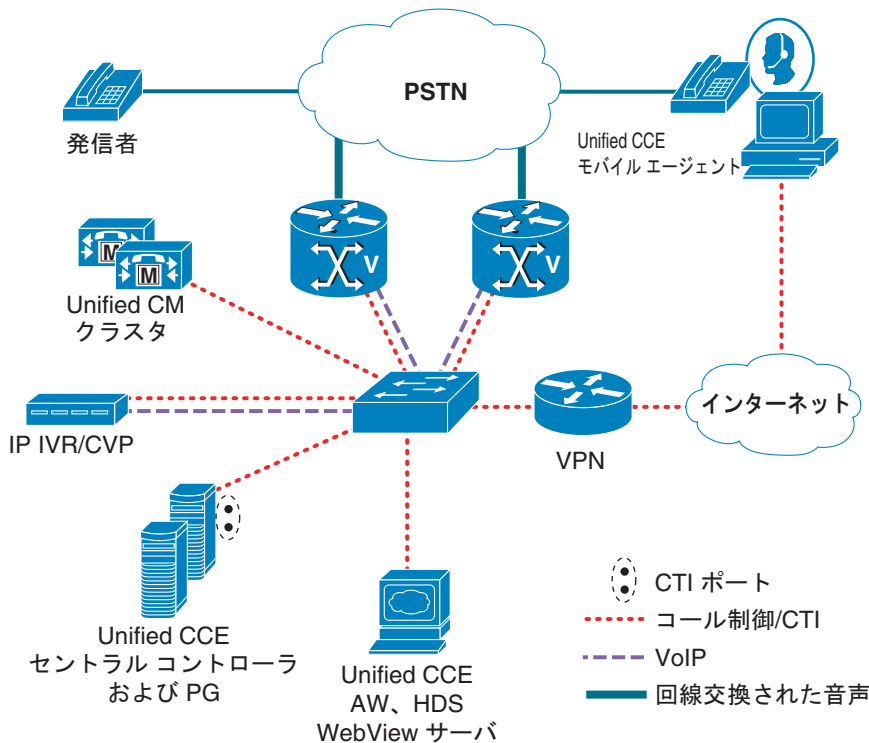 PSTN
発信者
Unified CCE
モバイル エージェント
V
V
M
M
Unified CM
クラスタ
インターネット
IP IVR/CVP
VPN
Unified CCE
セントラル コントローラ
および PG
Unified CCE
AW、HDS
WebView サーバ
CTI ポート
コール制御/CTI
VoIP
回線交換された音声